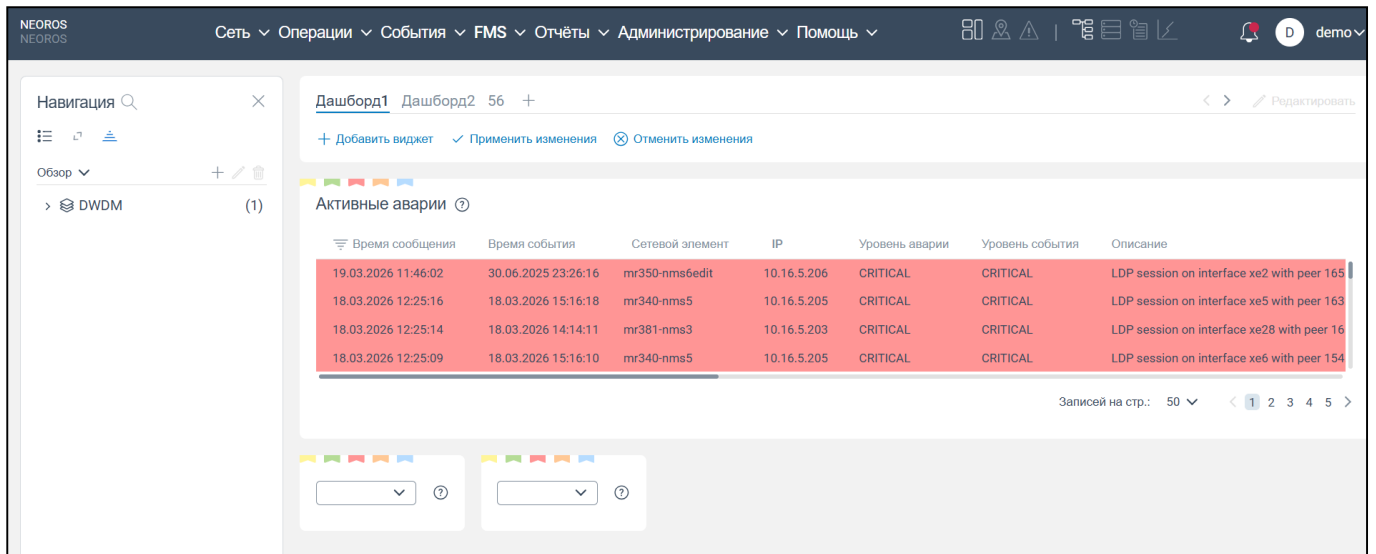 NEOROS
NEOROS
Сеть Операции События FMS Отчёты Администрирование Помощь
D demo
Навигация
Дашборд1 Дашборд2 56
Редактировать
Добавить виджет Применить изменения Отменить изменения
Обзор
DWDM (1)
Активные аварии
Время сообщения Время события Сетевой элемент IP Уровень аварии Уровень события Описание
19.03.2026 11:46:02 30.06.2025 23:26:16 mr350-nms6edit 10.16.5.206 CRITICAL CRITICAL LDP session on interface xe2 with peer 165
18.03.2026 12:25:16 18.03.2026 15:16:18 mr340-nms5 10.16.5.205 CRITICAL CRITICAL LDP session on interface xe5 with peer 163
18.03.2026 12:25:14 18.03.2026 14:14:11 mr381-nms3 10.16.5.203 CRITICAL CRITICAL LDP session on interface xe28 with peer 16
18.03.2026 12:25:09 18.03.2026 15:16:10 mr340-nms5 10.16.5.205 CRITICAL CRITICAL LDP session on interface xe6 with peer 154
Записей на стр.: 50 1 2 3 4 5